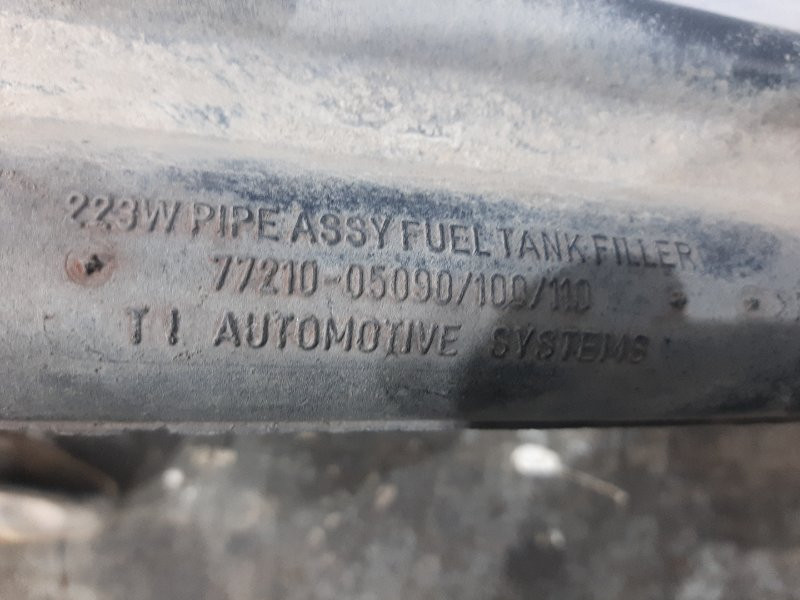 223W PIPE ASSY FUEL TANK FILLER
77210-05090/100/110
TI AUTOMOTIVE SYSTEMS